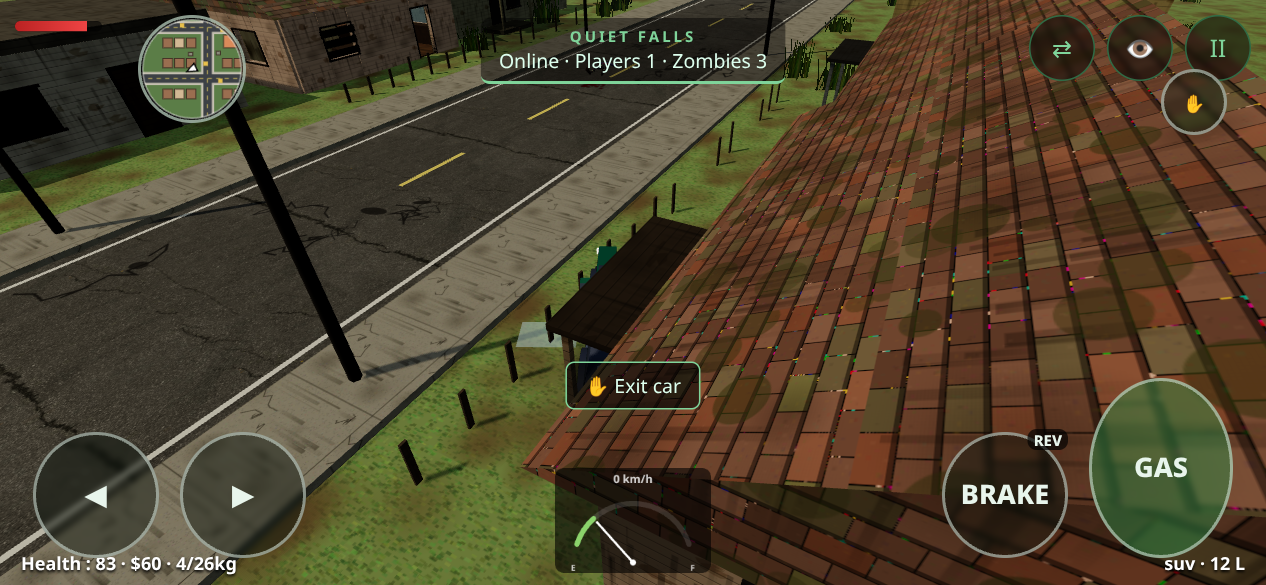 QUIET FALLS
Online · Players 1 · Zombies 3
II
Exit car
REV
BRAKE
GAS
0 km/h
E F
Health : 83 · $60 · 4/26kg
suv · 12 L